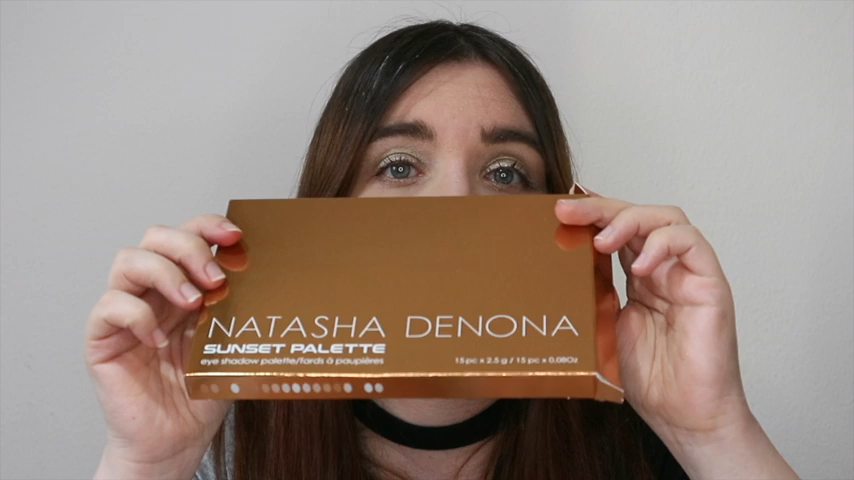 NATASHA DENONA
SUNSET PALETTE
eye shadow palette/fards à paupières
15 pc x 2,5 g / 15 pc x 0.08Oz